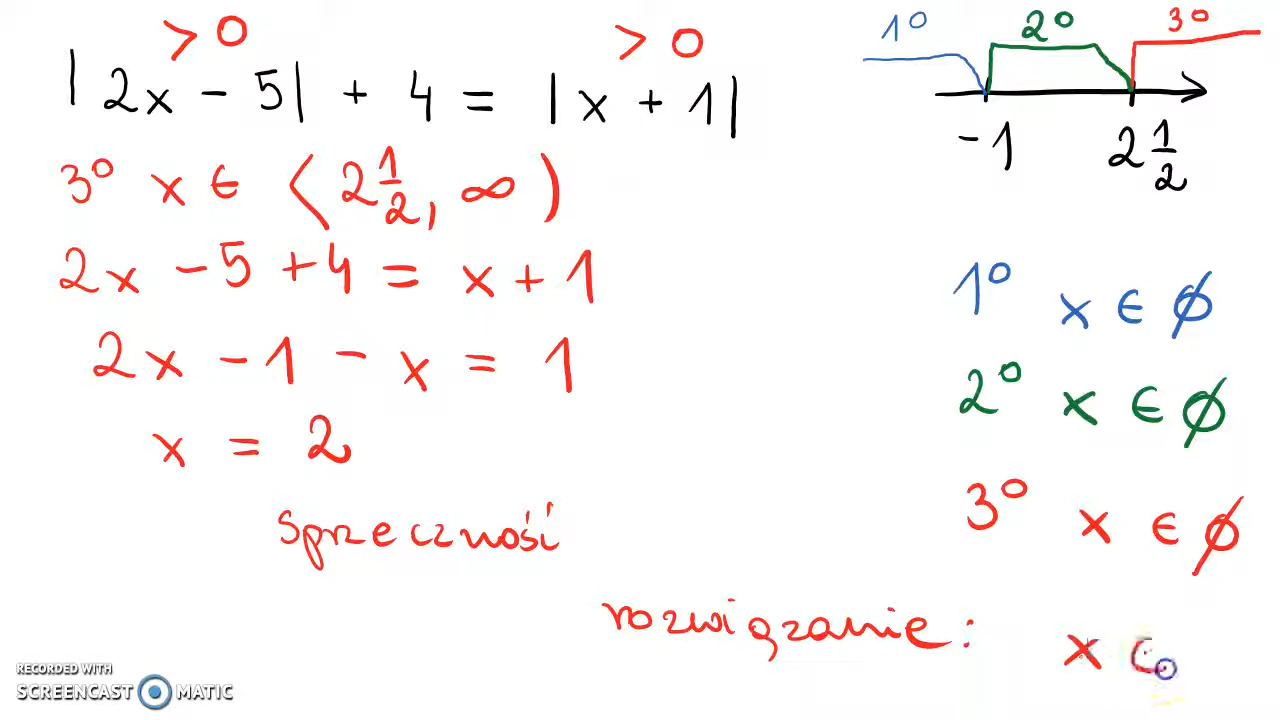 > 0 > 0
|2x - 5| + 4 = |x + 1|
1° 2° 3°
-1 2 1/2
3° x ∈ ⟨2 1/2, ∞)
2x - 5 + 4 = x + 1
2x - 1 - x = 1
x = 2
sprzeczność
1° x ∈ ∅
2° x ∈ ∅
3° x ∈ ∅
rozwiązanie: x
RECORDED WITH
SCREENCAST MATIC